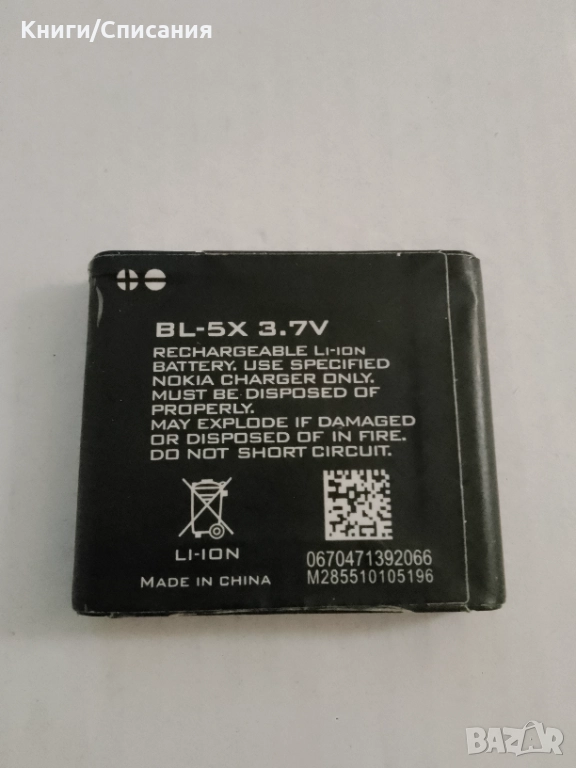 Книги/Списания
BL-5X 3.7V
RECHARGEABLE LI-ION
BATTERY. USE SPECIFIED
NOKIA CHARGER ONLY.
MUST BE DISPOSED OF
PROPERLY.
MAY EXPLODE IF DAMAGED
OR DISPOSED OF IN FIRE.
DO NOT SHORT CIRCUIT.
LI-ION
0670471392066
MADE IN CHINA
M285510105196
BAZAR